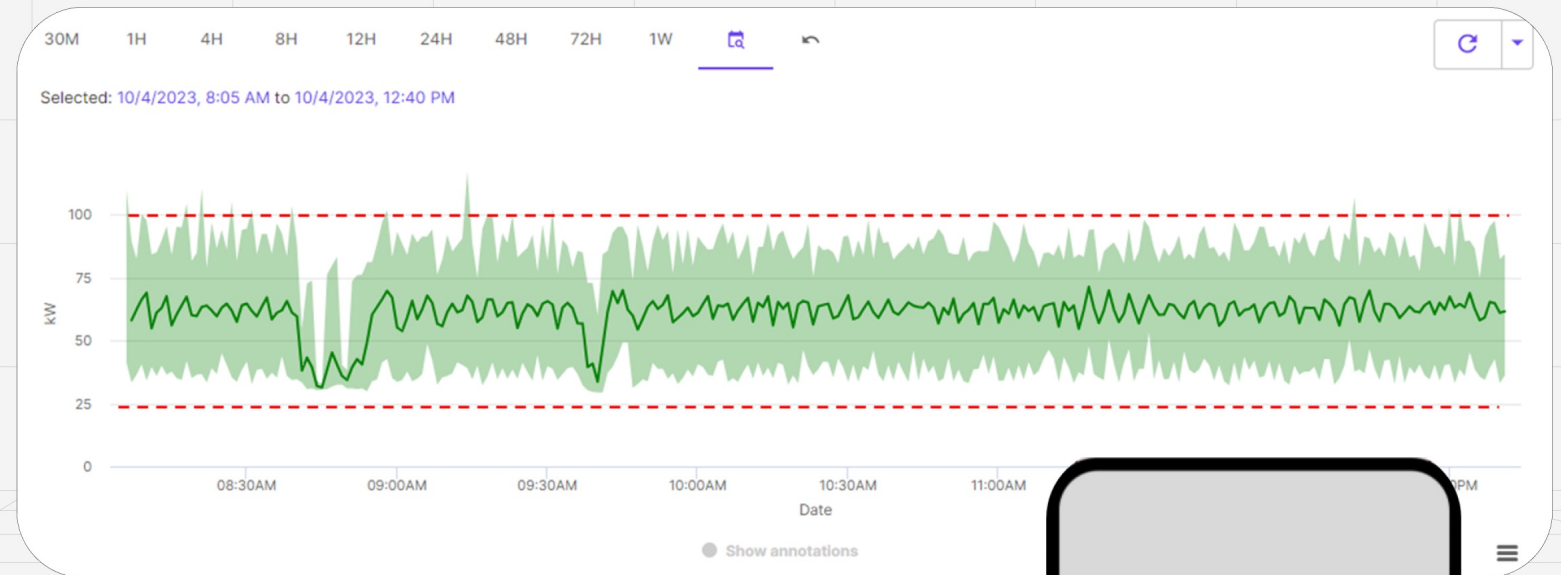 30M 1H 4H 8H 12H 24H 48H 72H 1W
Selected: 10/4/2023, 8:05 AM to 10/4/2023, 12:40 PM
100
75
kW
50
25
0
08:30AM 09:00AM 09:30AM 10:00AM 10:30AM 11:00AM
Date
Show annotations